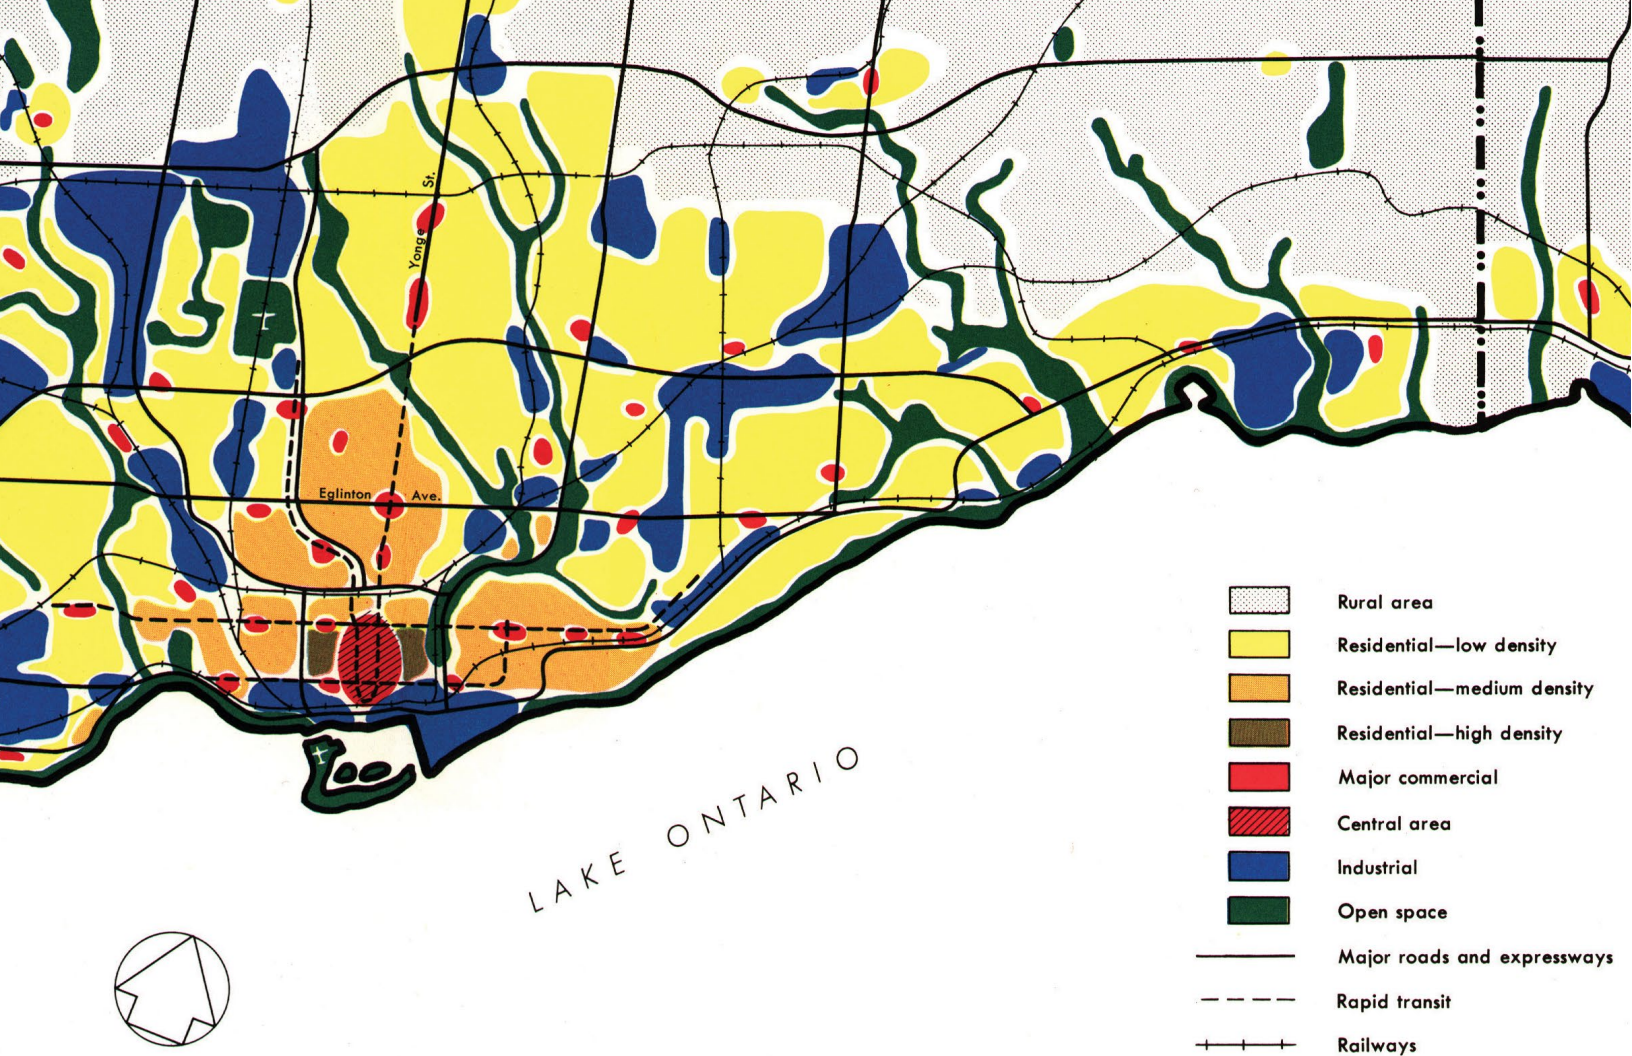 Yonge St.
Eglinton Ave.
LAKE ONTARIO
Rural area
Residential—low density
Residential—medium density
Residential—high density
Major commercial
Central area
Industrial
Open space
Major roads and expressways
Rapid transit
Railways